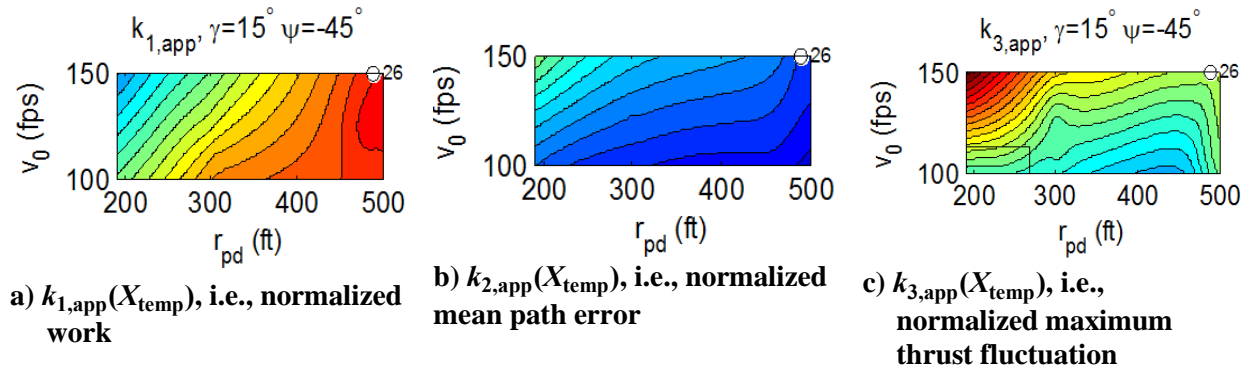 k1,app, γ=15° ψ=-45°
150
100
v0 (fps)
26
200 300 400 500
rpd (ft)
a) k1,app(Xtemp), i.e., normalized
work
150
100
v0 (fps)
26
200 300 400 500
rpd (ft)
b) k2,app(Xtemp), i.e., normalized
mean path error
k3,app, γ=15° ψ=-45°
150
100
v0 (fps)
26
200 300 400 500
rpd (ft)
c) k3,app(Xtemp), i.e.,
normalized maximum
thrust fluctuation